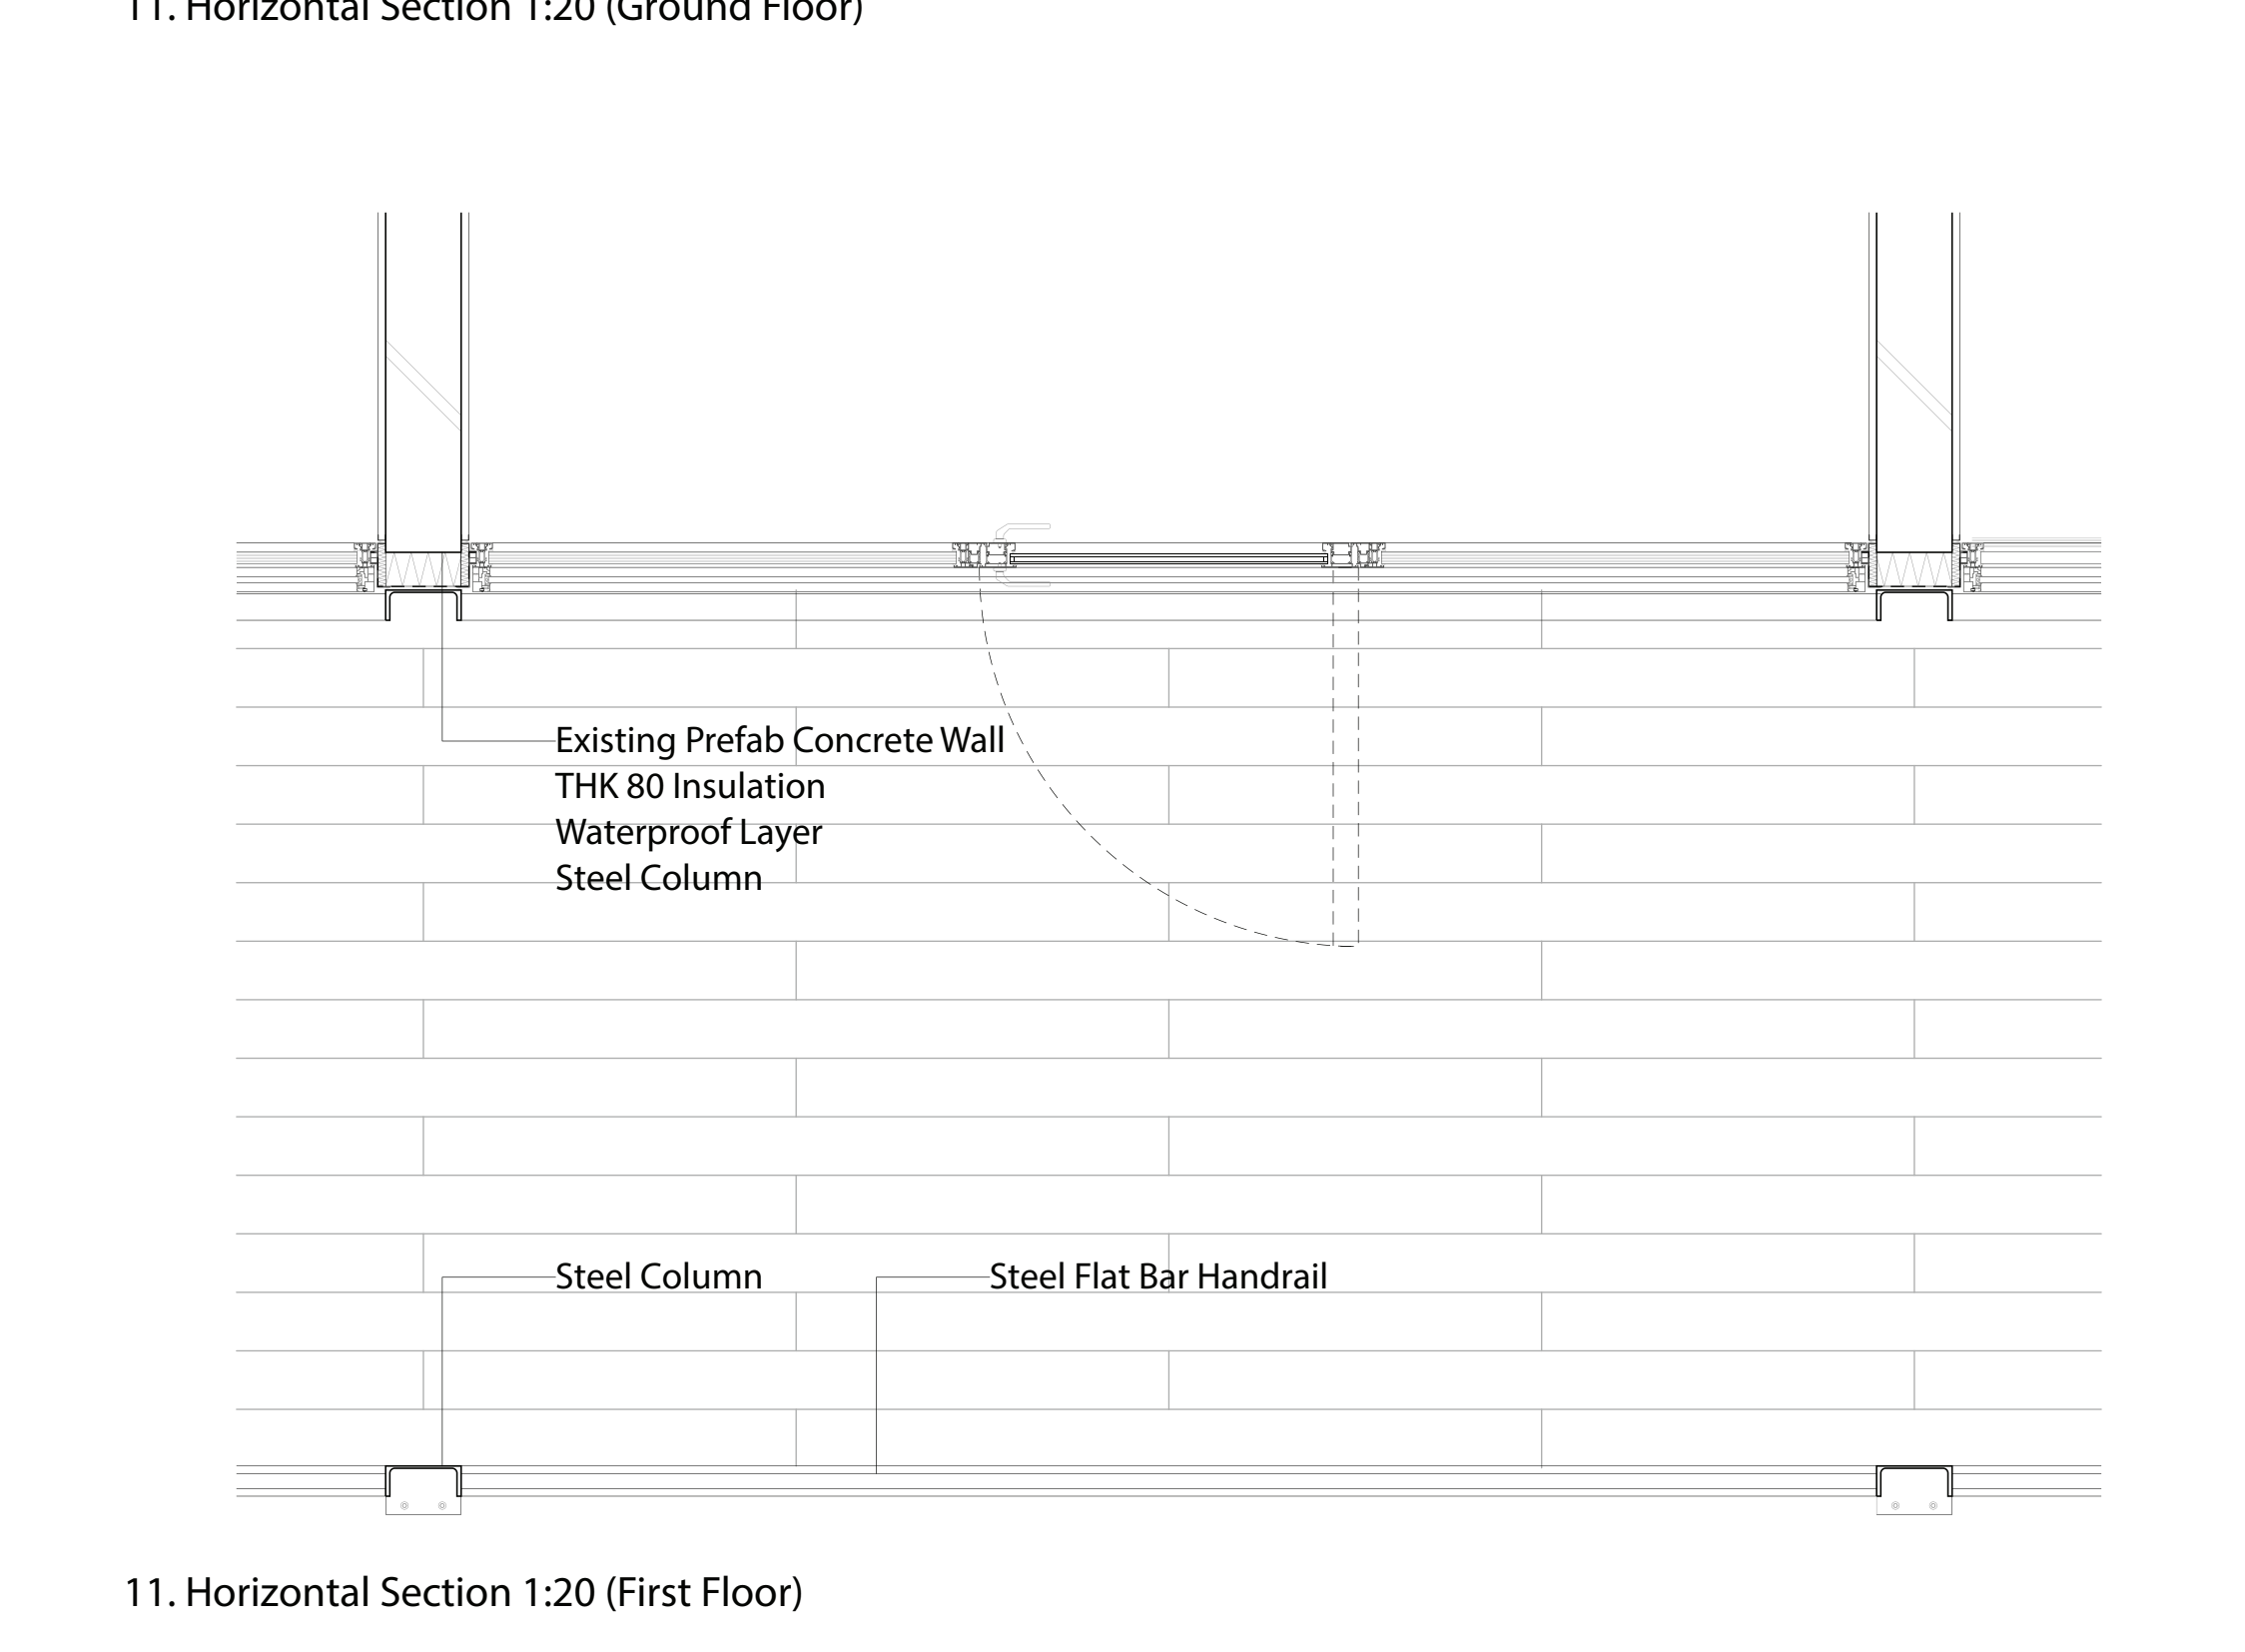 11. Horizontal Section 1:20 (Ground Floor)
Existing Prefab Concrete Wall
THK 80 Insulation
Waterproof Layer
Steel Column
Steel Column
Steel Flat Bar Handrail
11. Horizontal Section 1:20 (First Floor)